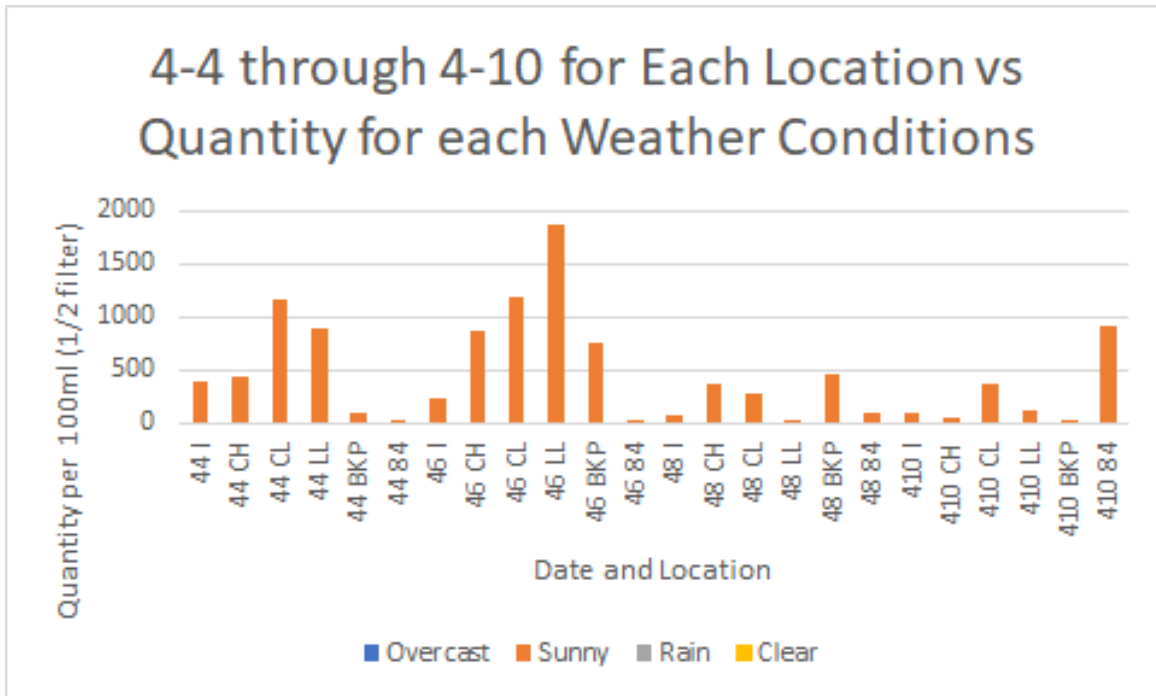 4-4 through 4-10 for Each Location vs
Quantity for each Weather Conditions
Quantity per 100ml (1/2 filter)
2000
1500
1000
500
0
44 I
44 CH
44 CL
44 LL
44 BKP
44 84
46 I
46 CH
46 CL
46 LL
46 BKP
46 84
48 I
48 CH
48 CL
48 LL
48 BKP
48 84
410 I
410 CH
410 CL
410 LL
410 BKP
410 84
Date and Location
Overcast Sunny Rain Clear